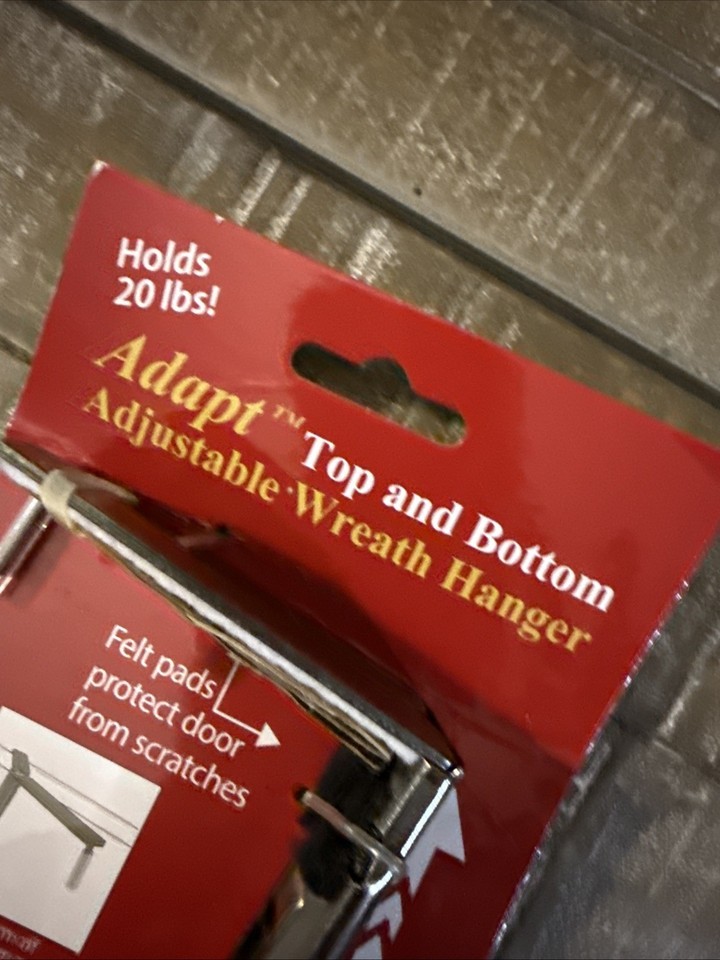 Holds
20 lbs!
Adapt™ Top and Bottom
Adjustable Wreath Hanger
Felt pads
protect door
from scratches